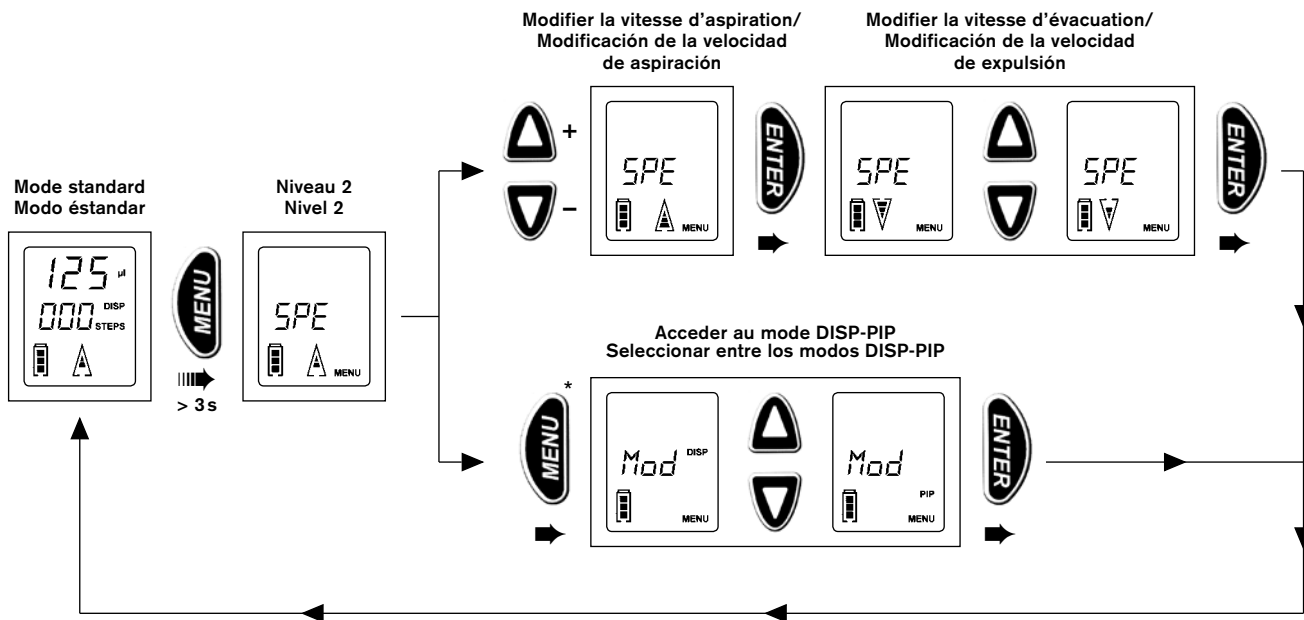 Modifier la vitesse d'aspiration/
Modificación de la velocidad
de aspiración
Modifier la vitesse d'évacuation/
Modificación de la velocidad
de expulsión
+
–
SPE
MENU
ENTER
SPE
MENU
SPE
MENU
ENTER
Mode standard
Modo éstandar
125 µl
000 DISP
STEPS
MENU
> 3s
Niveau 2
Nivel 2
SPE
MENU
Acceder au mode DISP-PIP
Seleccionar entre los modos DISP-PIP
MENU
*
Mod DISP
MENU
Mod
PIP
MENU
ENTER